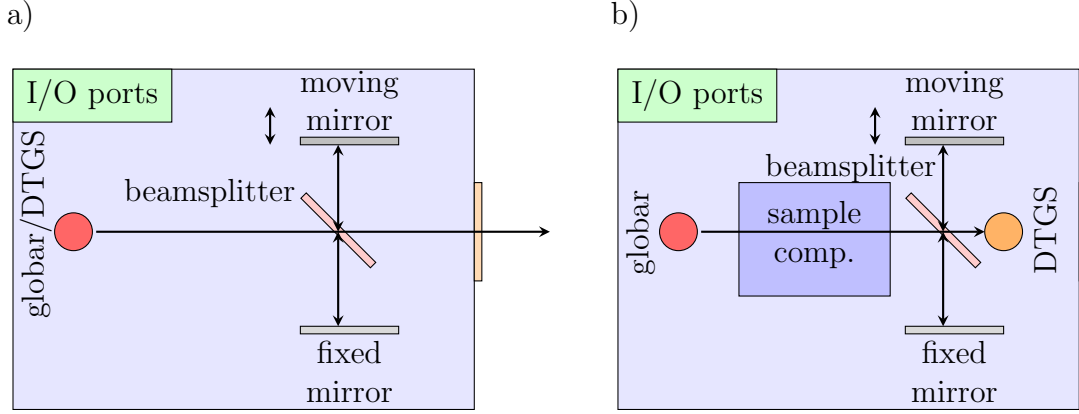 a)
I/O ports
moving
mirror
beamsplitter
globar/DTGS
fixed
mirror
b)
I/O ports
moving
mirror
beamsplitter
globar
sample
comp.
DTGS
fixed
mirror